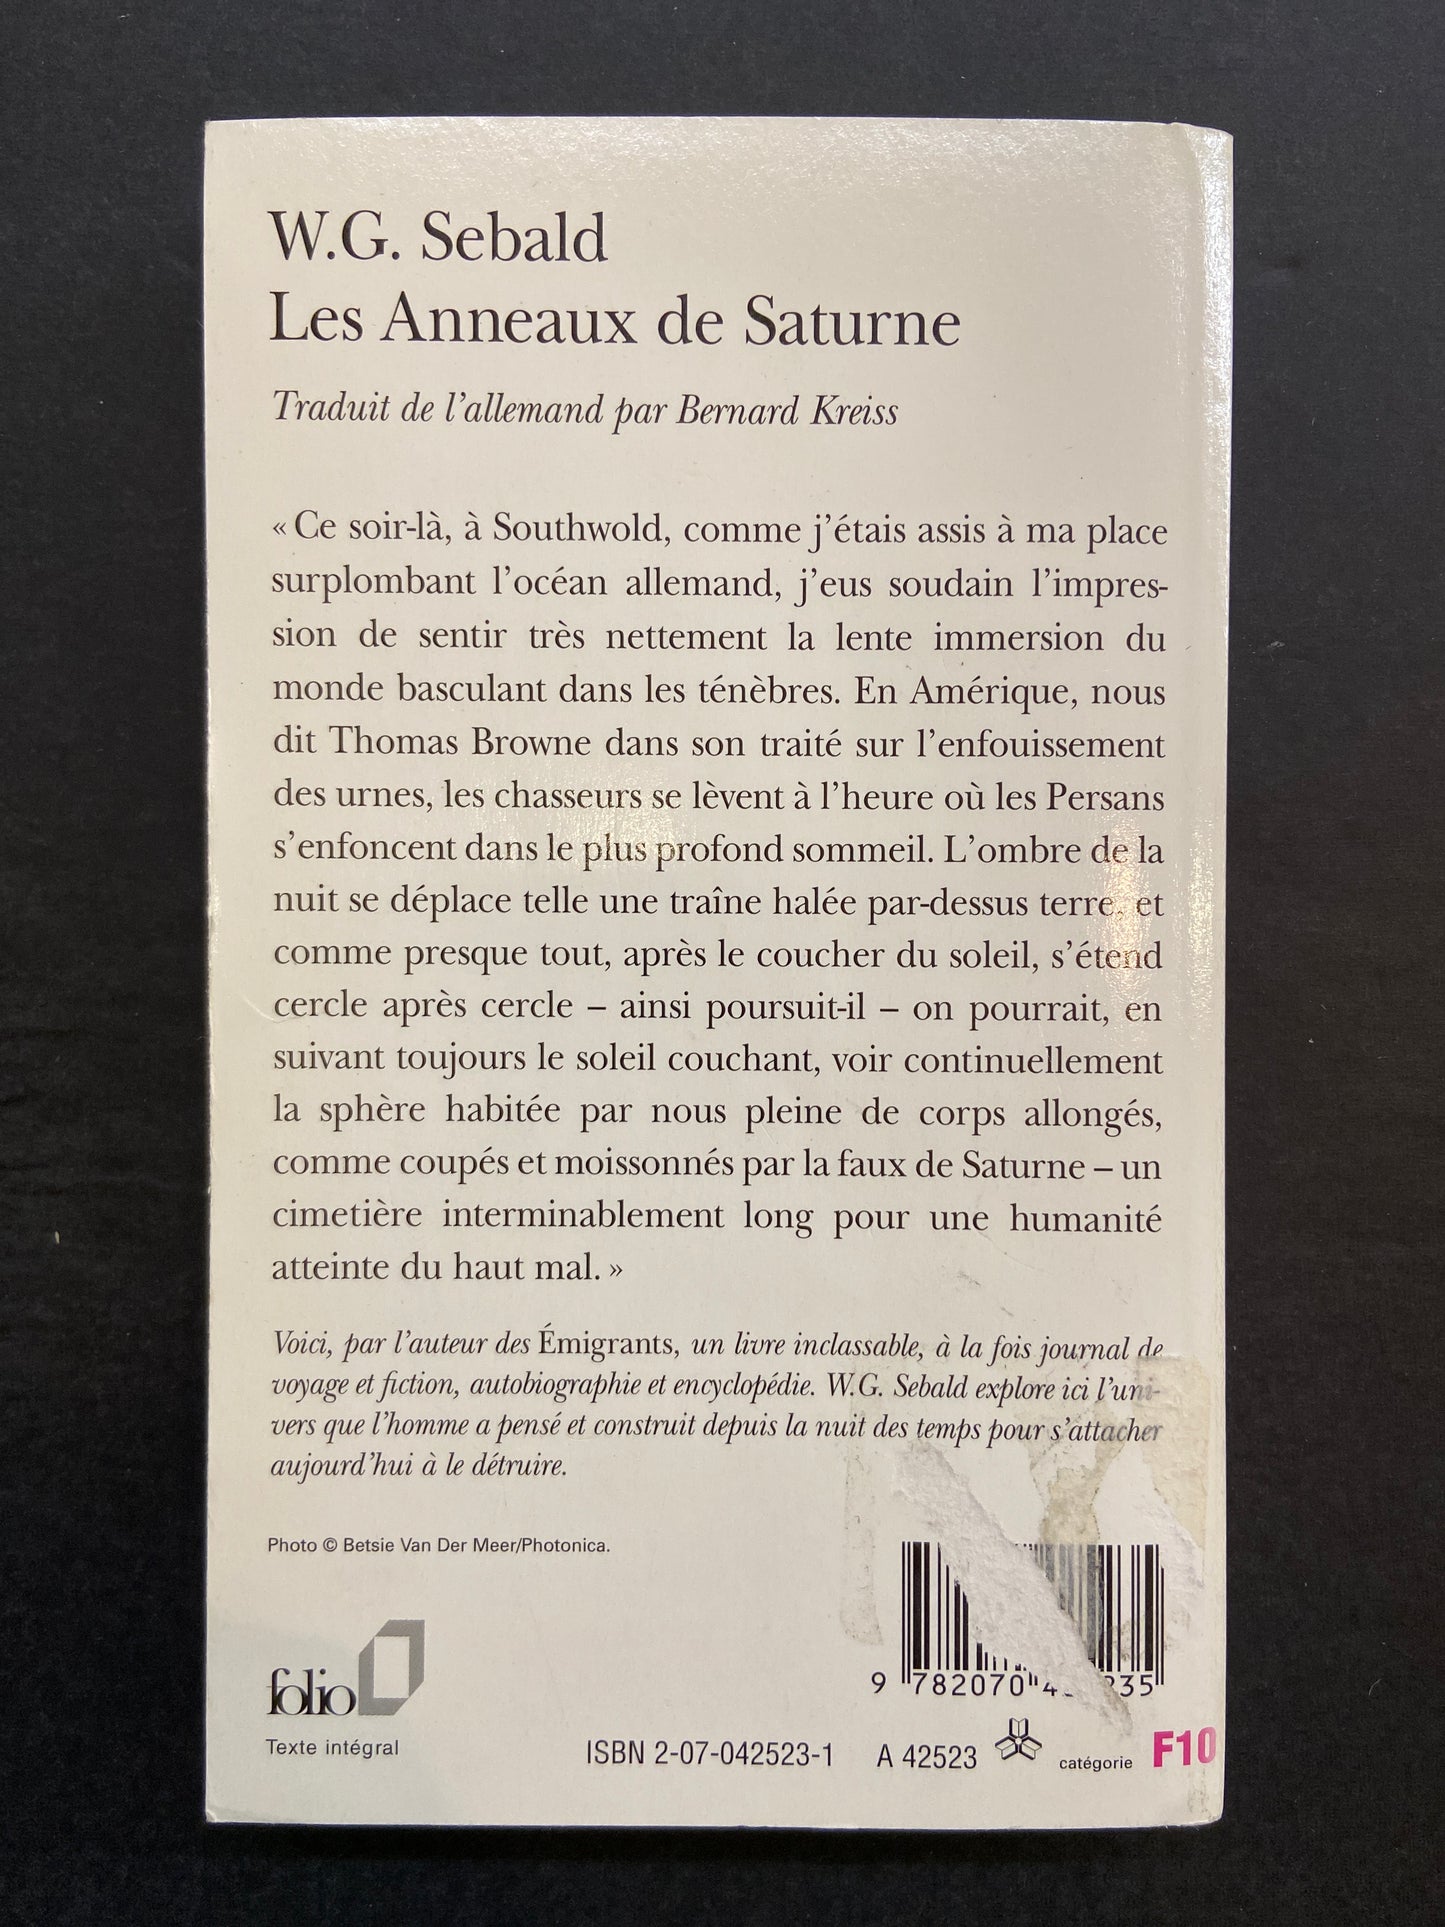 W.G. Sebald
Les Anneaux de Saturne
Traduit de l'allemand par Bernard Kreiss
« Ce soir-là, à Southwold, comme j'étais assis à ma place
surplombant l'océan allemand, j'eus soudain l'impres-
sion de sentir très nettement la lente immersion du
monde basculant dans les ténèbres. En Amérique, nous
dit Thomas Browne dans son traité sur l'enfouissement
des urnes, les chasseurs se lèvent à l'heure où les Persans
s'enfoncent dans le plus profond sommeil. L'ombre de la
nuit se déplace telle une traîne halée par-dessus terre, et
comme presque tout, après le coucher du soleil, s'étend
cercle après cercle – ainsi poursuit-il – on pourrait, en
suivant toujours le soleil couchant, voir continuellement
la sphère habitée par nous pleine de corps allongés,
comme coupés et moissonnés par la faux de Saturne – un
cimetière interminablement long pour une humanité
atteinte du haut mal. »
Voici, par l'auteur des Émigrants, un livre inclassable, à la fois journal de
voyage et fiction, autobiographie et encyclopédie. W.G. Sebald explore ici l'uni-
vers que l'homme a pensé et construit depuis la nuit des temps pour s'attacher
aujourd'hui à le détruire.
Photo © Betsie Van Der Meer/Photonica.
9 782070 4 235
folio
Texte intégral
ISBN 2-07-042523-1 A 42523 catégorie F10